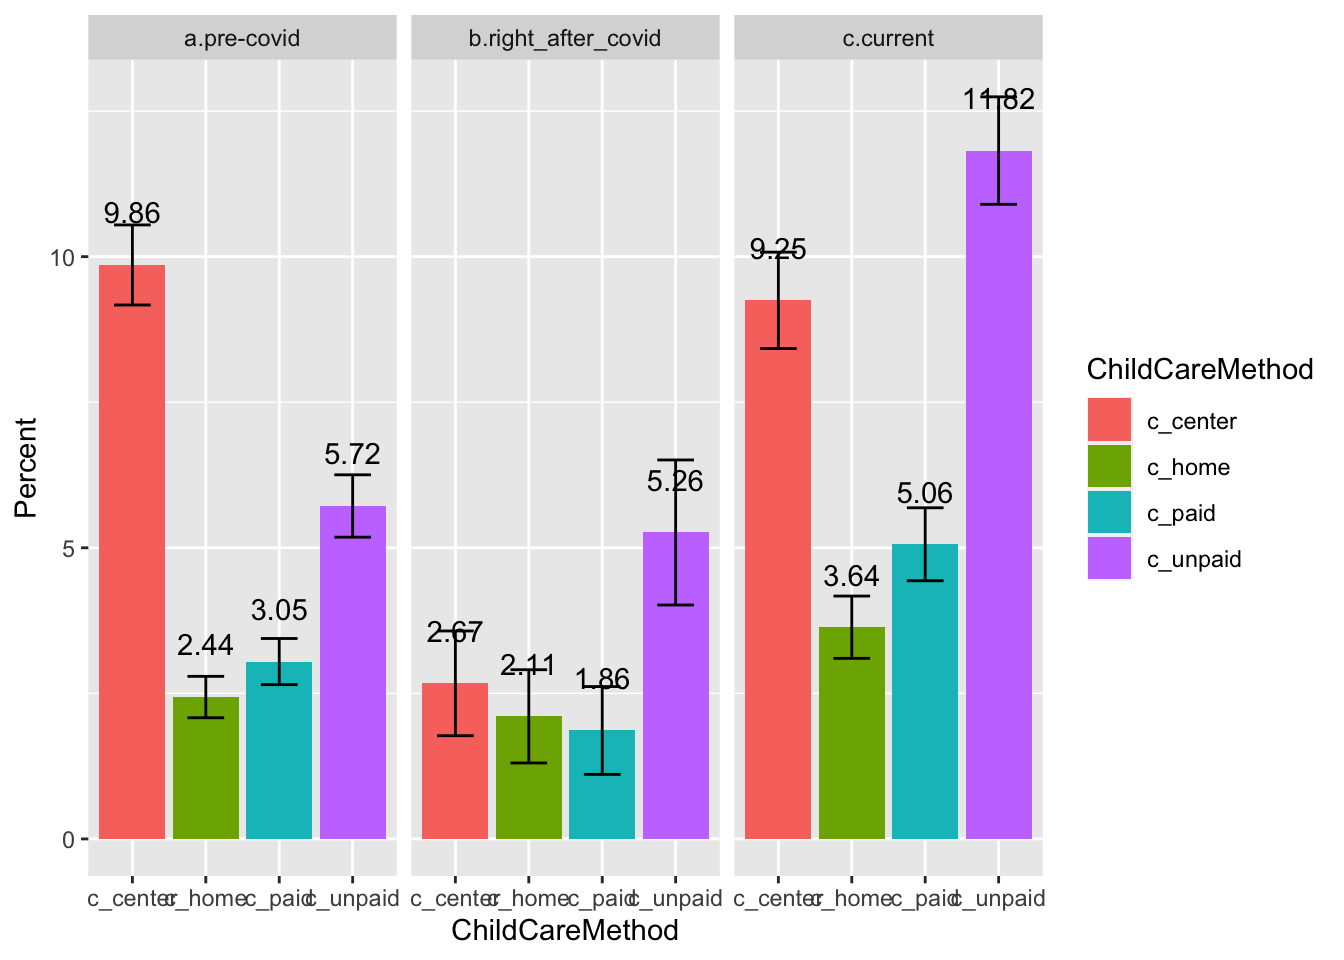 a.pre-covid b.right_after_covid c.current
11.82
9.86
9.25
10
ChildCareMethod
c_center
c_home
c_paid
c_unpaid
Percent
5.72
5.26
5.06
5
3.64
3.05
2.44
2.67
2.11
1.86
0
c_center c_home c_paid c_unpaid c_center c_home c_paid c_unpaid c_center c_home c_paid c_unpaid
ChildCareMethod